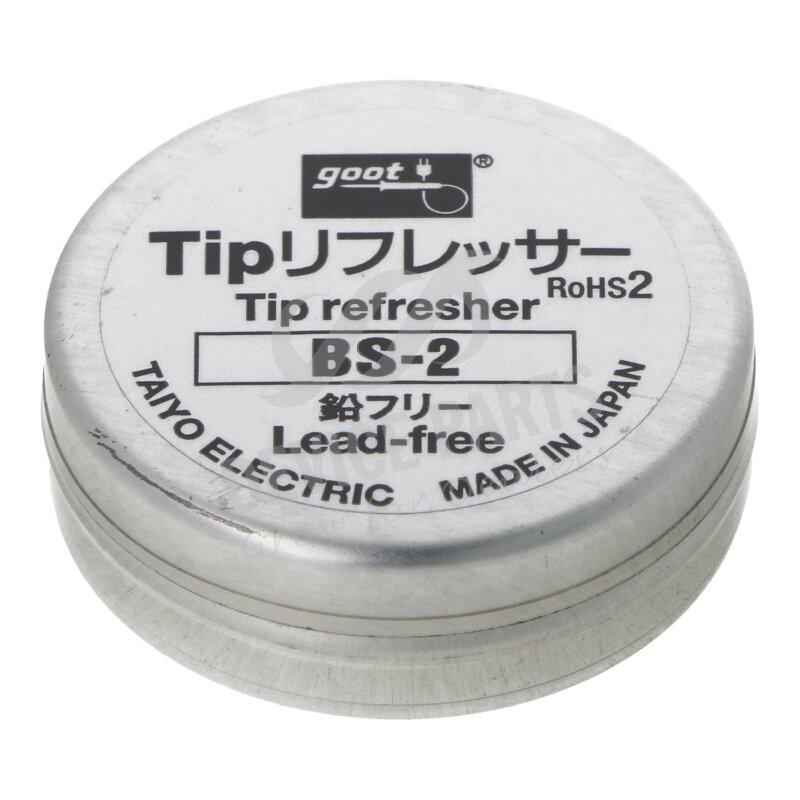 goot®
Tipリフレッサー
RoHS2
Tip refresher
BS-2
鉛フリー
Lead-free
TAIYO ELECTRIC MADE IN JAPAN
PARTS